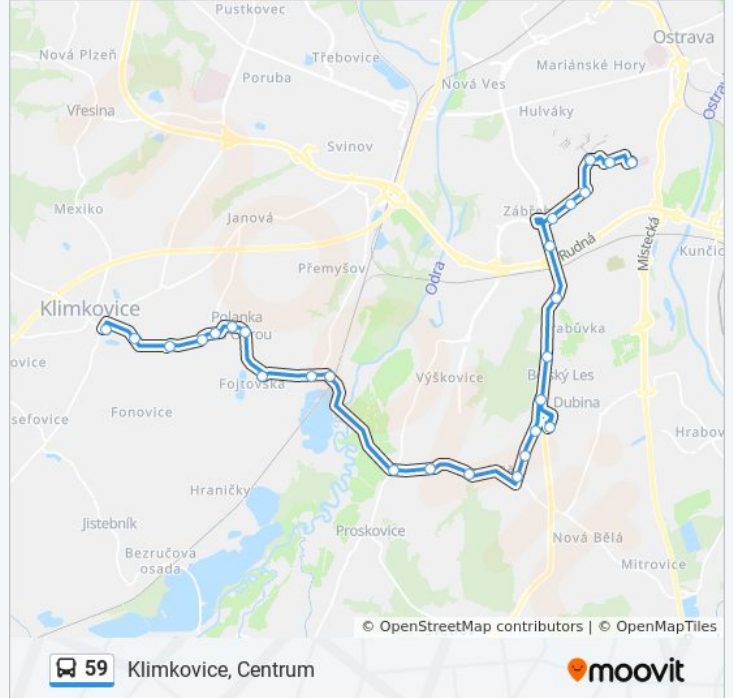 Pustkovec
Ostrava
Nová Plzeň
Třebovice
Mariánské Hory
Poruba
Nová Ves
Vřesina
Hulváky
Ostrav
Svinov
Mexiko
Janová
Zábřeh
Rudná
Místecká
Kunčic
Přemyšov
Odra
Klimkovice
Polanka
rabůvka
ovice
Fojtovská
Výškovice
Bělský Les
Dubina
sefovice
Fonovice
Hrabov
Hraničky
Jistebník
Proskovice
Nová Bělá
Bezručova
osada
Mitrovice
© OpenStreetMap contributors | © OpenMapTiles
59 Klimkovice, Centrum
moovit